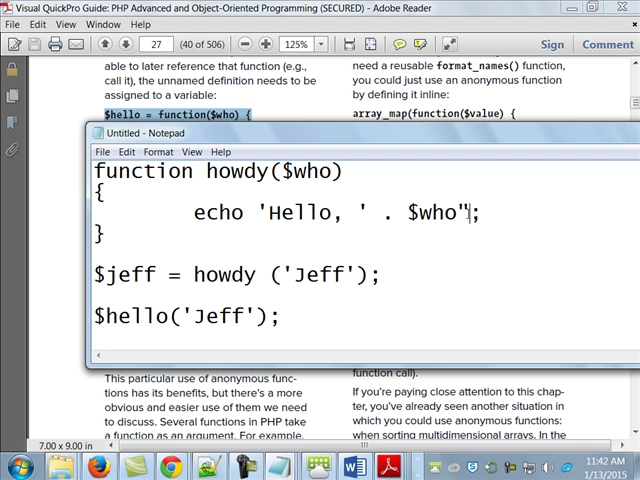 Visual QuickPro Guide: PHP Advanced and Object-Oriented Programming (SECURED) - Adobe Reader
File Edit View Window Help
27 (40 of 506) 125% Sign Comment
able to later reference that function (e.g.,
call it), the unnamed definition needs to be
assigned to a variable:
$hello = function($who) {
need a reusable format_names() function,
you could just use an anonymous function
by defining it inline:
array_map(function($value) {
Untitled - Notepad
File Edit Format View Help
function howdy($who)
{
echo 'Hello, ' . $who";
}
$jeff = howdy ('Jeff');
$hello('Jeff');
This particular use of anonymous func-
tions has its benefits, but there's a more
obvious and easier use of them we need
to discuss. Several functions in PHP take
a function as an argument. For example,
function call).
If you're paying close attention to this chap-
ter, you've already seen another situation in
which you could use anonymous functions:
when sorting multidimensional arrays. In the
7.00 x 9.00 in
11:42 AM
1/13/2015